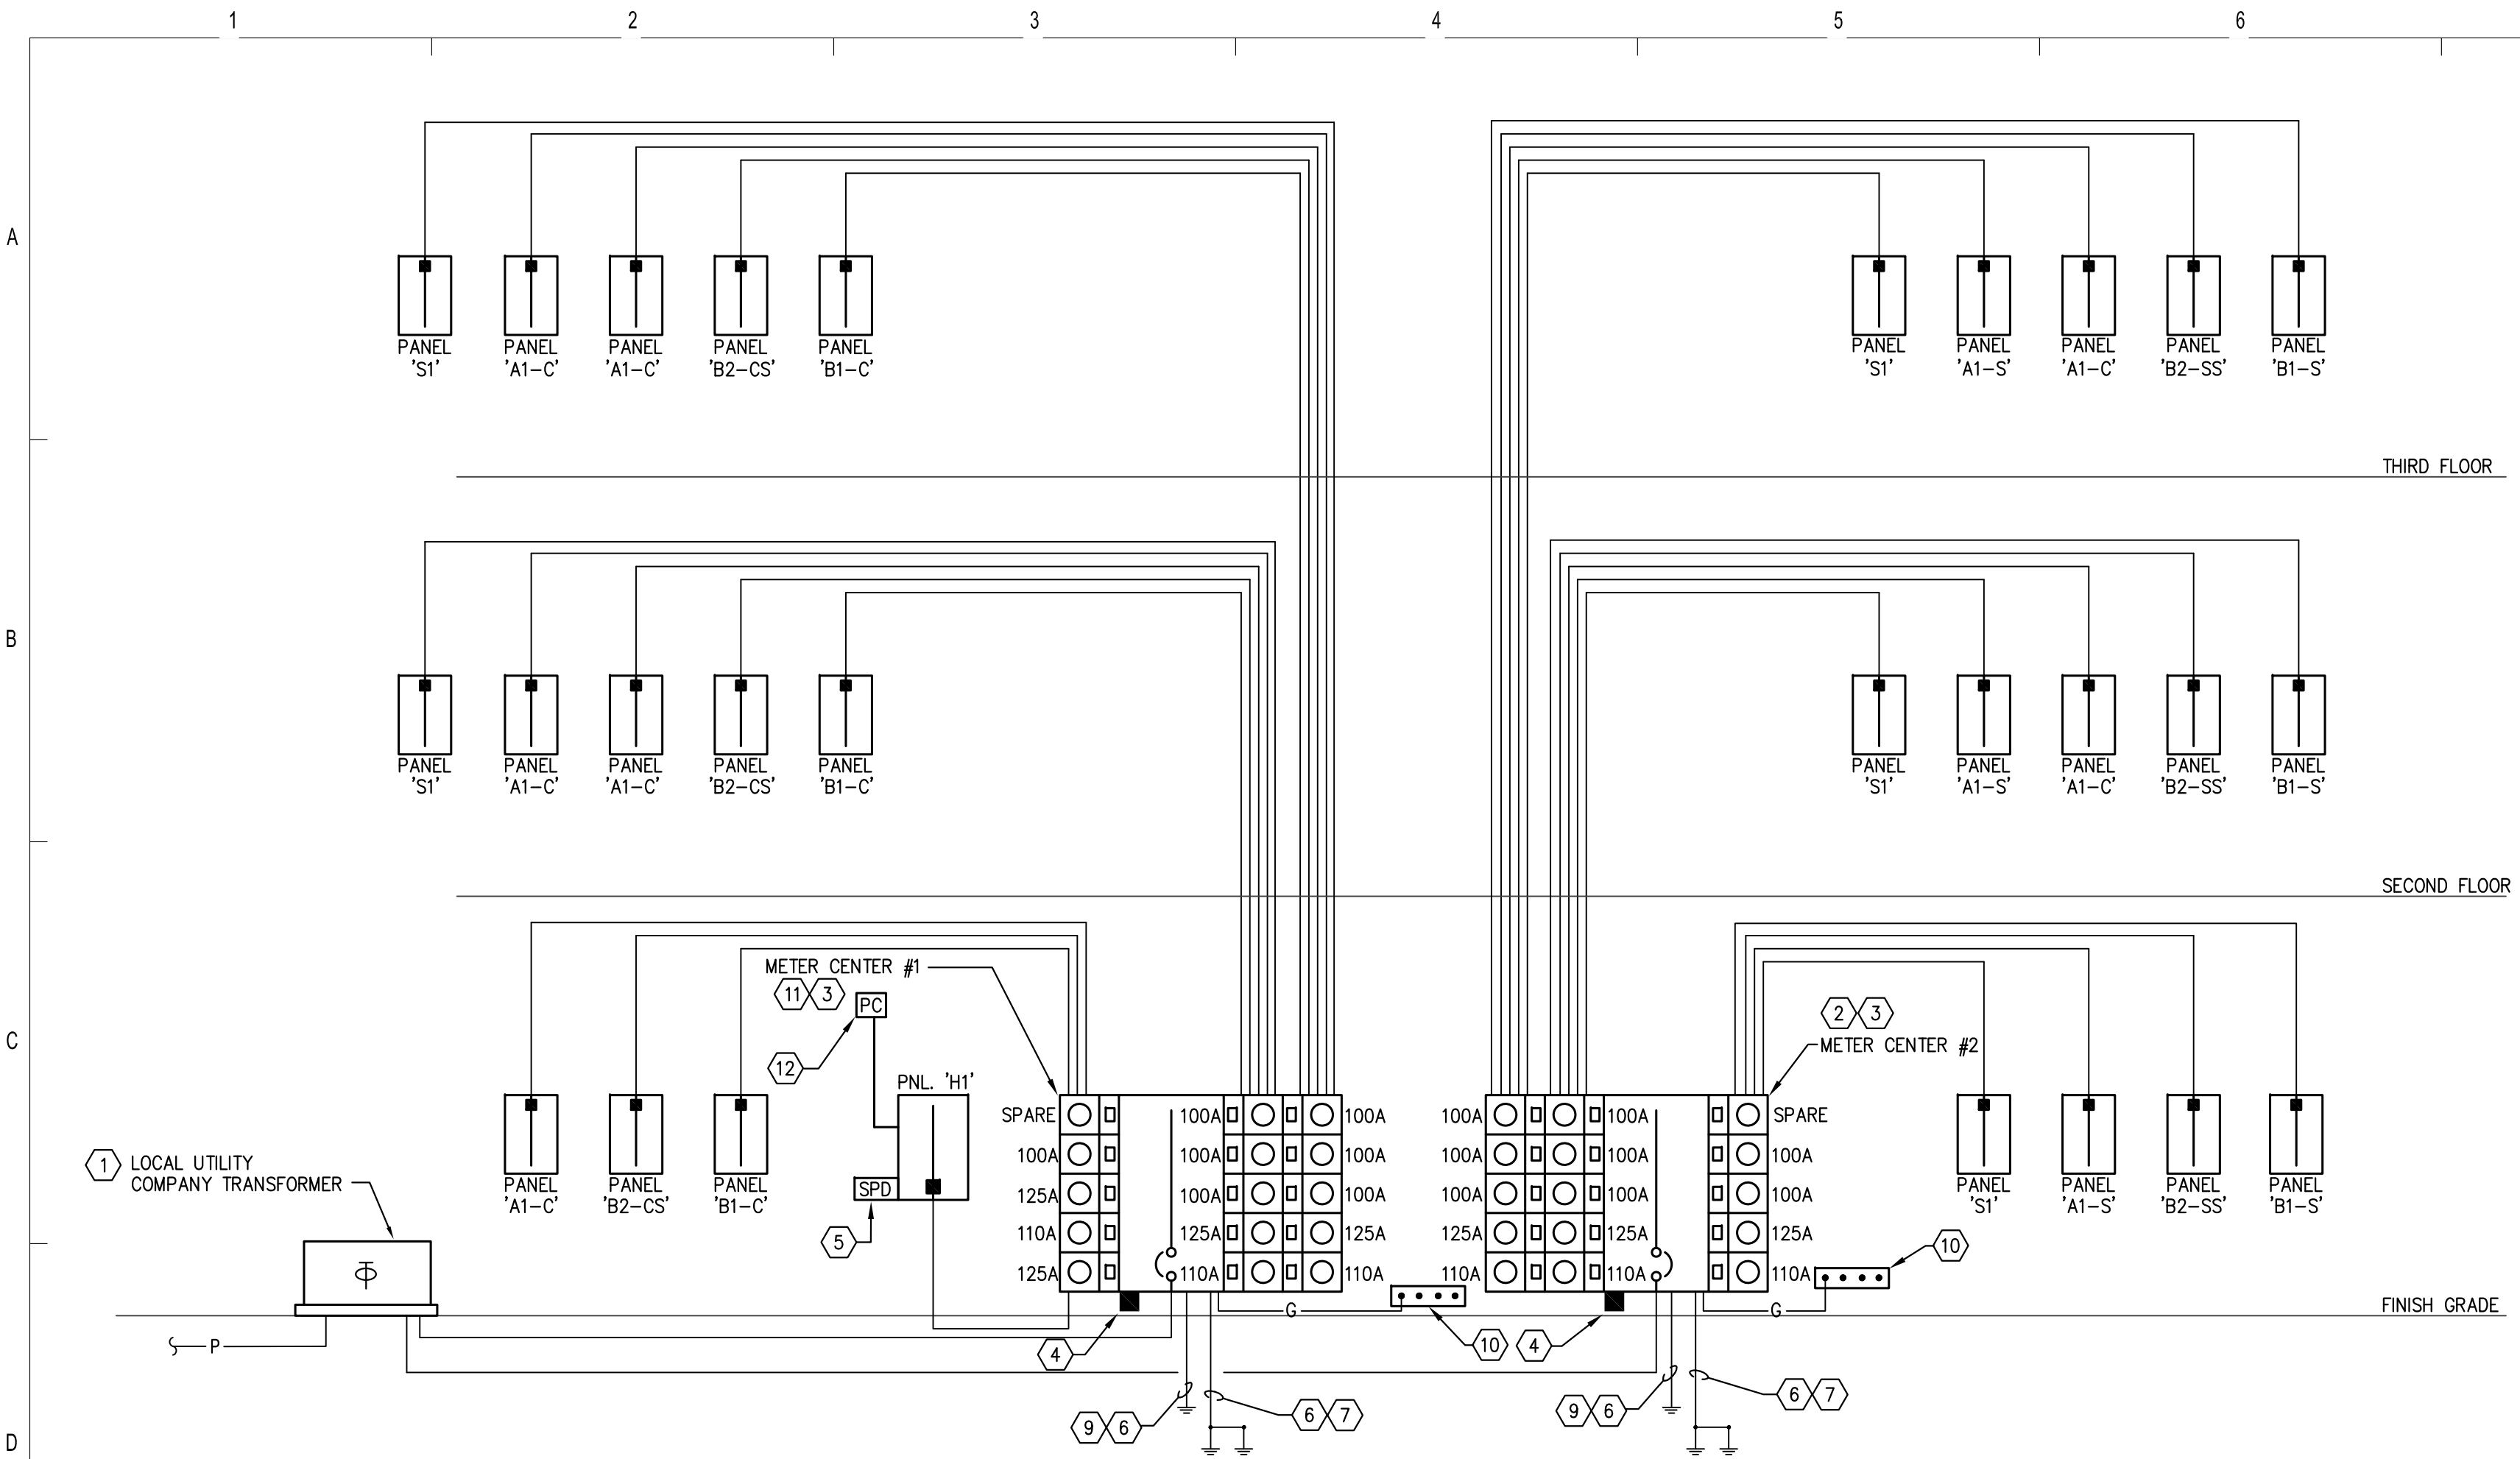 1 2 3 4 5 6
A
PANEL PANEL PANEL PANEL PANEL PANEL PANEL PANEL PANEL PANEL
'S1' 'A1-C' 'A1-C' 'B2-CS' 'B1-C' 'S1' 'A1-S' 'A1-C' 'B2-SS' 'B1-S'
THIRD FLOOR
B
PANEL PANEL PANEL PANEL PANEL PANEL PANEL PANEL PANEL PANEL
'S1' 'A1-C' 'A1-C' 'B2-CS' 'B1-C' 'S1' 'A1-S' 'A1-C' 'B2-SS' 'B1-S'
SECOND FLOOR
METER CENTER #1
11 3
PC
2 3
C
METER CENTER #2
12
PNL. 'H1'
SPARE 100A 100A 100A 100A SPARE
100A 100A 100A 100A 100A 100A
1 LOCAL UTILITY
COMPANY TRANSFORMER
PANEL PANEL PANEL PANEL PANEL PANEL PANEL
'A1-C' 'B2-CS' 'B1-C' 'S1' 'A1-S' 'B2-SS' 'B1-S'
SPD
125A 100A 100A 100A 100A 100A
5
110A 125A 125A 125A 125A 125A
10
125A 110A 110A 110A 110A 110A
G G
FINISH GRADE
P
4 10 4
9 6 6 7 9 6 6 7
D